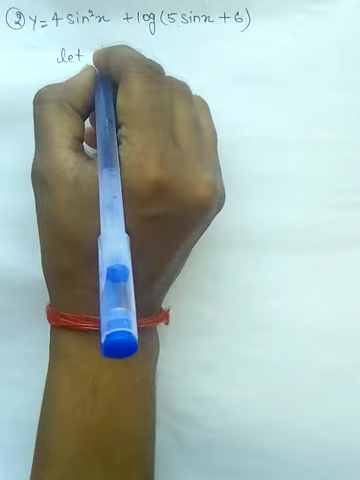 ② y = 4 sin²x + log(5 sinx + 6)
let